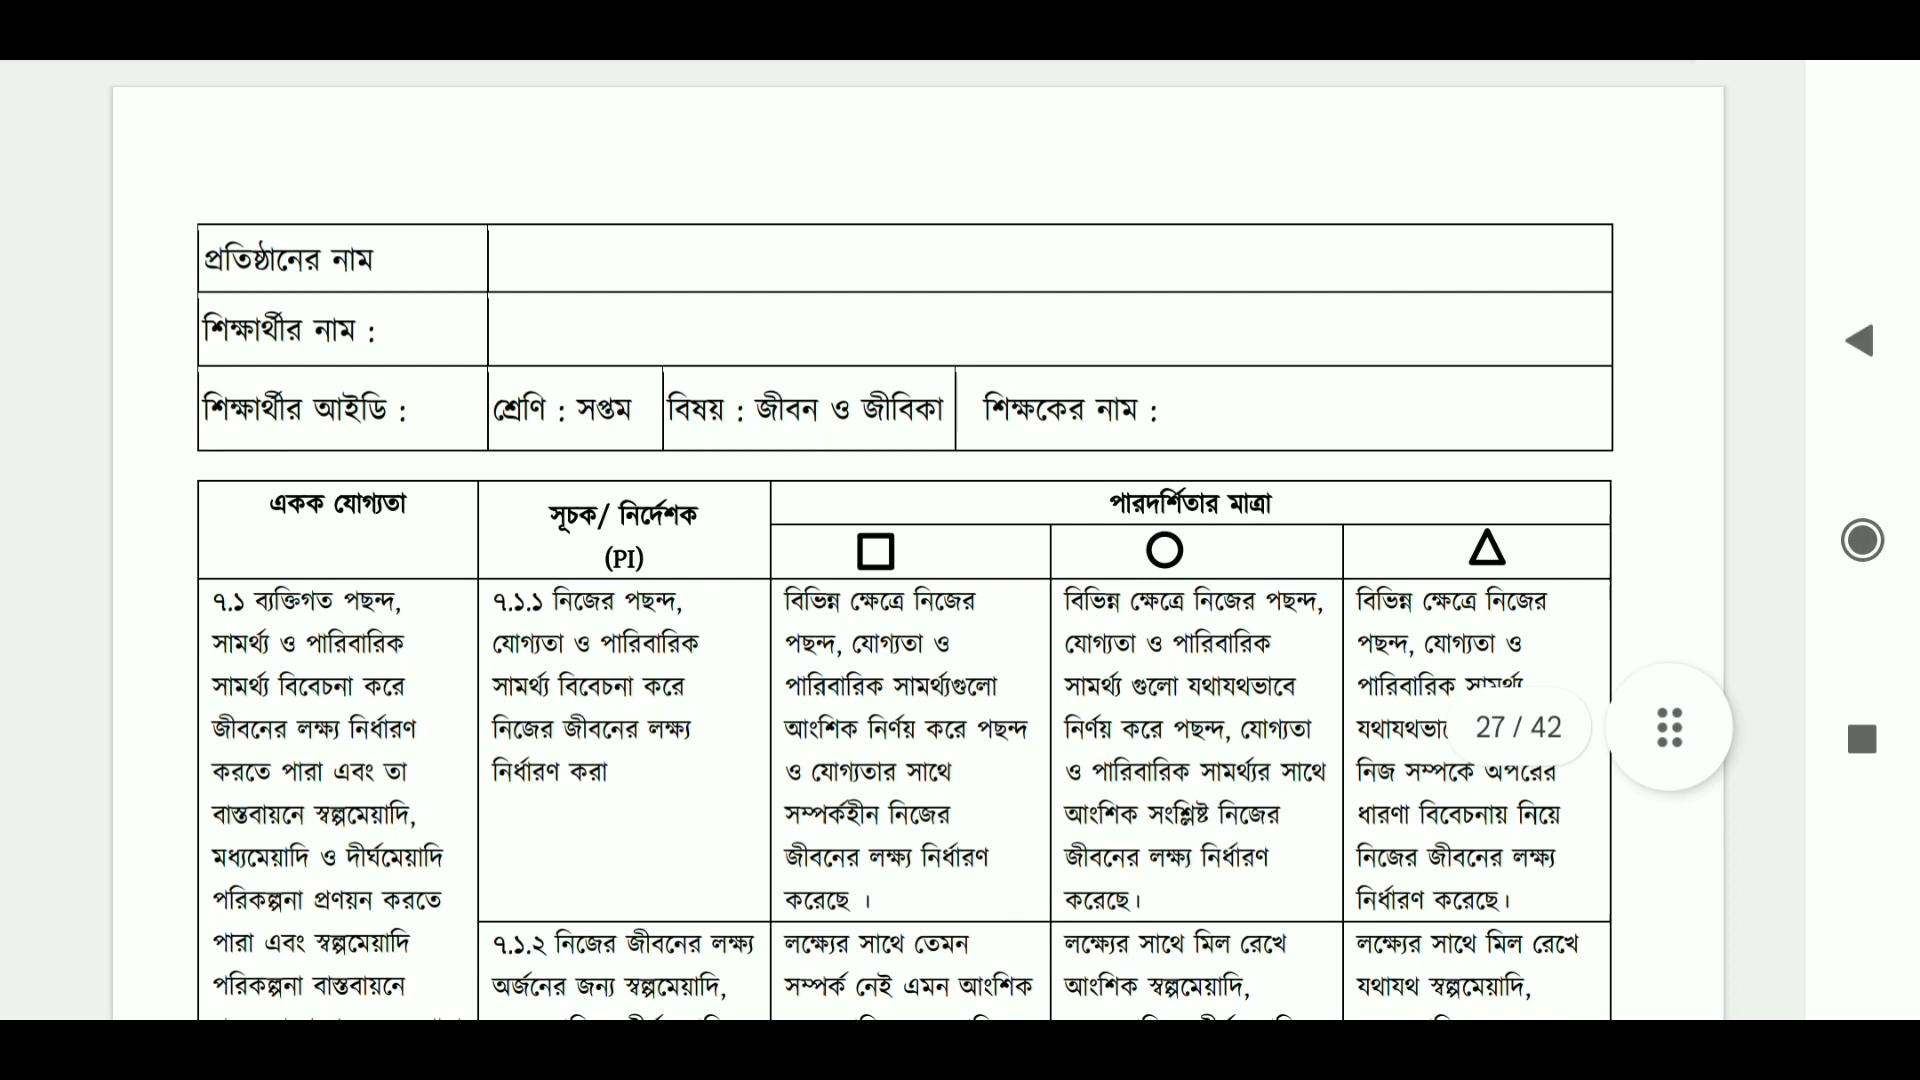 প্রতিষ্ঠানের নাম
শিক্ষার্থীর নাম :
শিক্ষার্থীর আইডি :
শ্রেণি : সপ্তম
বিষয় : জীবন ও জীবিকা
শিক্ষকের নাম :
একক যোগ্যতা
সূচক/ নির্দেশক
(PI)
পারদর্শিতার মাত্রা
৭.১ ব্যক্তিগত পছন্দ,
সামর্থ্য ও পারিবারিক
সামর্থ্য বিবেচনা করে
জীবনের লক্ষ্য নির্ধারণ
করতে পারা এবং তা
বাস্তবায়নে স্বল্পমেয়াদি,
মধ্যমেয়াদি ও দীর্ঘমেয়াদি
পরিকল্পনা প্রণয়ন করতে
পারা এবং স্বল্পমেয়াদি
পরিকল্পনা বাস্তবায়নে
৭.১.১ নিজের পছন্দ,
যোগ্যতা ও পারিবারিক
সামর্থ্য বিবেচনা করে
নিজের জীবনের লক্ষ্য
নির্ধারণ করা
বিভিন্ন ক্ষেত্রে নিজের
পছন্দ, যোগ্যতা ও
পারিবারিক সামর্থ্যগুলো
আংশিক নির্ণয় করে পছন্দ
ও যোগ্যতার সাথে
সম্পর্কহীন নিজের
জীবনের লক্ষ্য নির্ধারণ
করেছে ।
বিভিন্ন ক্ষেত্রে নিজের পছন্দ,
যোগ্যতা ও পারিবারিক
সামর্থ্য গুলো যথাযথভাবে
নির্ণয় করে পছন্দ, যোগ্যতা
ও পারিবারিক সামর্থ্যর সাথে
আংশিক সংশ্লিষ্ট নিজের
জীবনের লক্ষ্য নির্ধারণ
করেছে।
বিভিন্ন ক্ষেত্রে নিজের
পছন্দ, যোগ্যতা ও
পারিবারিক সামর্থ্য
যথাযথভাবে
নিজ সম্পর্কে অপরের
ধারণা বিবেচনায় নিয়ে
নিজের জীবনের লক্ষ্য
নির্ধারণ করেছে।
27 / 42
৭.১.২ নিজের জীবনের লক্ষ্য
অর্জনের জন্য স্বল্পমেয়াদি,
লক্ষ্যের সাথে তেমন
সম্পর্ক নেই এমন আংশিক
লক্ষ্যের সাথে মিল রেখে
আংশিক স্বল্পমেয়াদি,
লক্ষ্যের সাথে মিল রেখে
যথাযথ স্বল্পমেয়াদি,